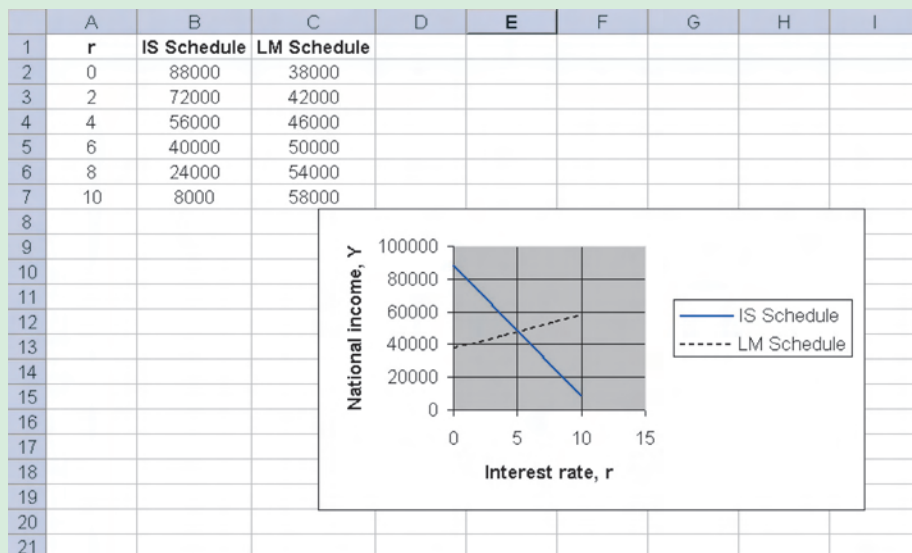 A B C D E F G H I
1 r IS Schedule LM Schedule
2 0 88000 38000
3 2 72000 42000
4 4 56000 46000
5 6 40000 50000
6 8 24000 54000
7 10 8000 58000
8
9
10
11
12
13
14
15
16
17
18
19
20
21
National income, Y
100000
80000
60000
40000
20000
0
0 5 10 15
Interest rate, r
IS Schedule
LM Schedule